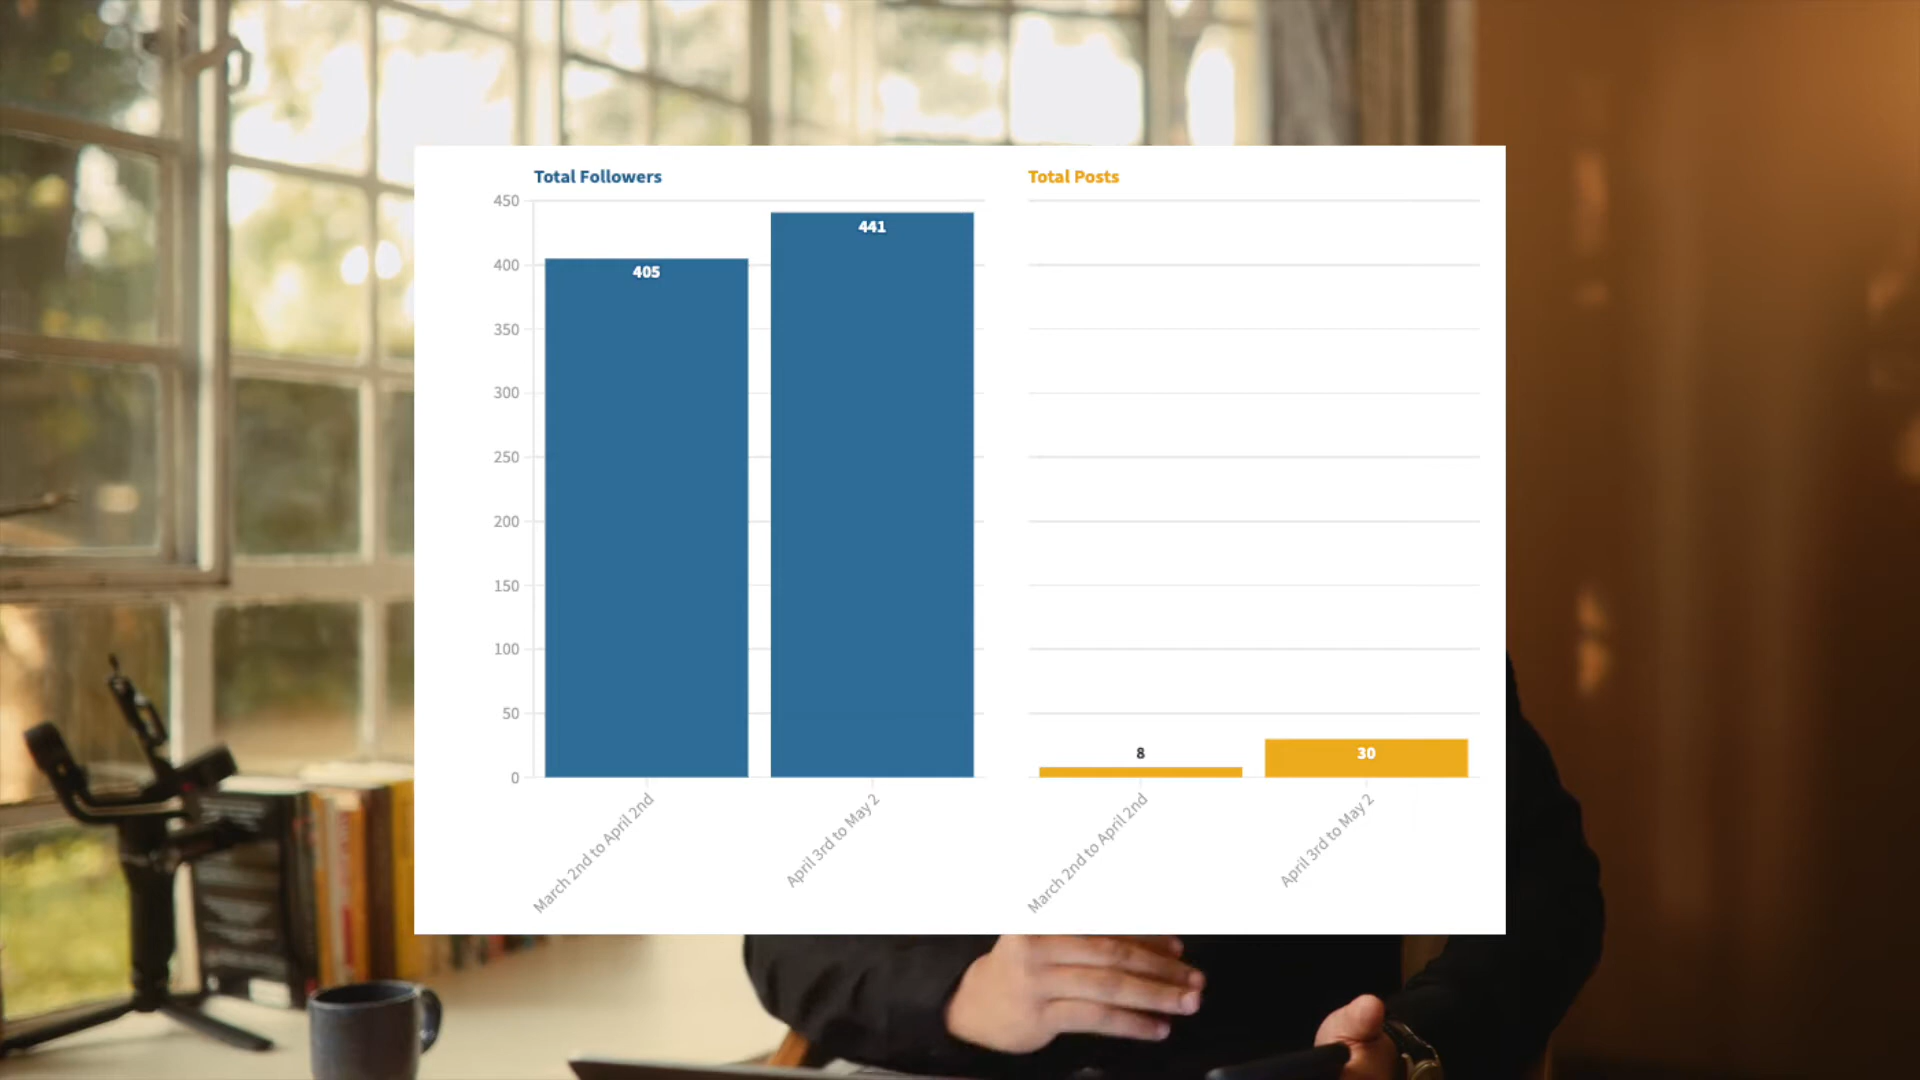 Total Followers
Total Posts
450
400
350
300
250
200
150
100
50
0
405
441
8
30
March 2nd to April 2nd
April 3rd to May 2
March 2nd to April 2nd
April 3rd to May 2